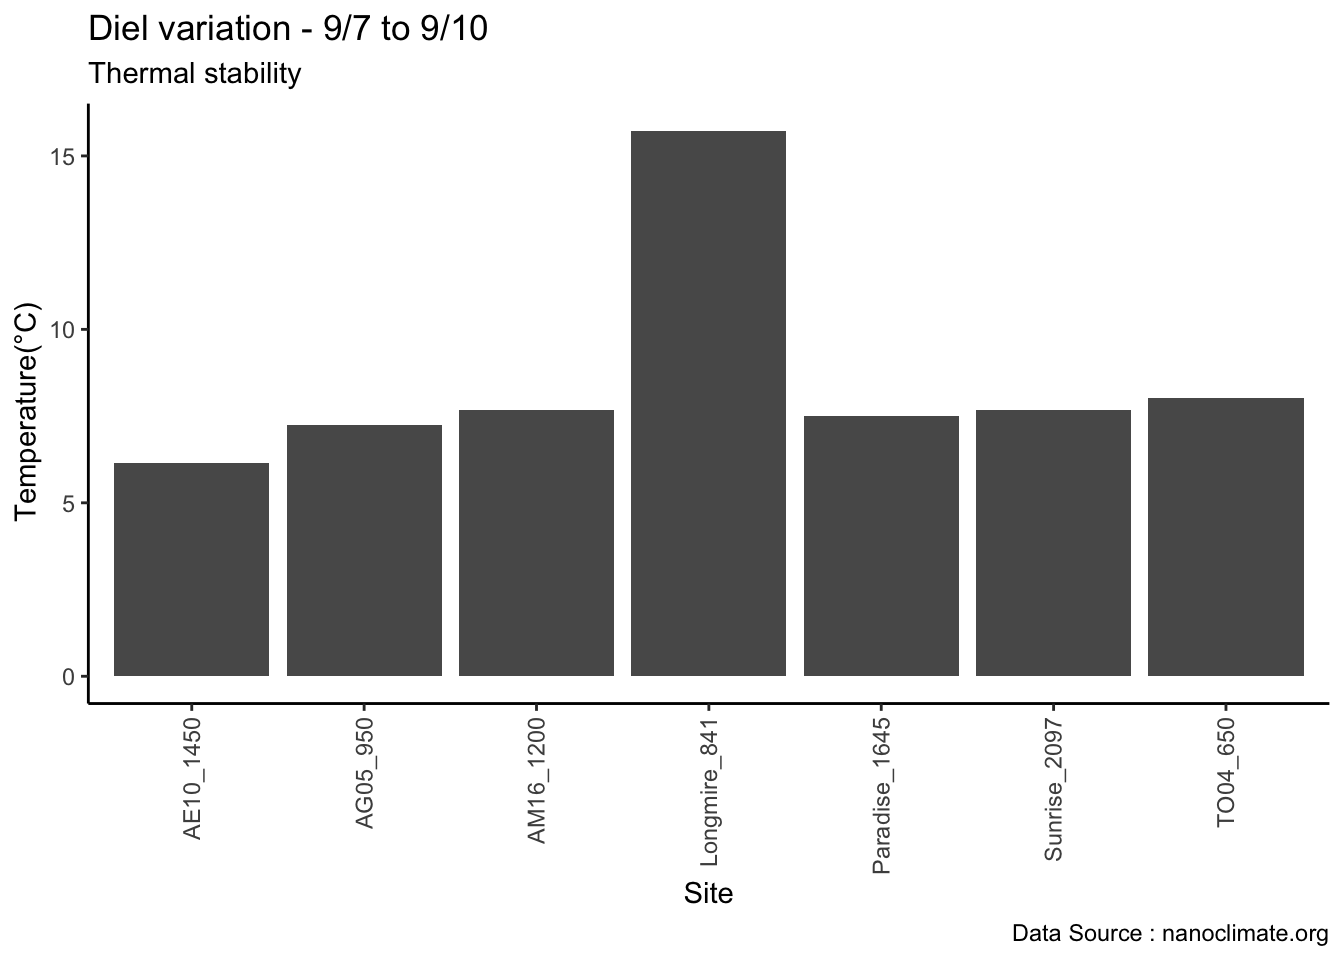 Diel variation - 9/7 to 9/10
Thermal stability
Temperature(°C)
15
10
5
0
AE10_1450
AG05_950
AM16_1200
Longmire_841
Paradise_1645
Sunrise_2097
TO04_650
Site
Data Source : nanoclimate.org